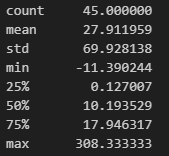 count 45.000000
mean 27.911959
std 69.928138
min -11.390244
25% 0.127007
50% 10.193529
75% 17.946317
max 308.333333